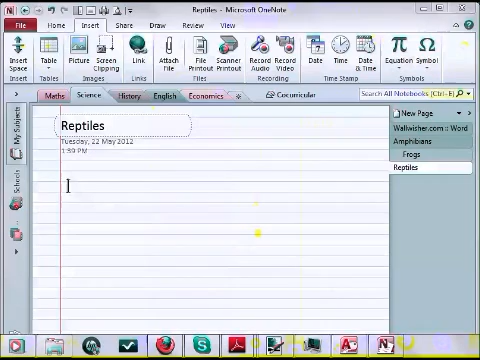 Reptiles - Microsoft OneNote
File Home Insert Share Draw Review View
Insert Space
Table
Picture
Screen Clipping
Link
Attach File
File Printout
Scanner Printout
Record Audio
Record Video
Date
Time
Date & Time
Equation
Symbol
Insert Tables Images Links Files Recording Time Stamp Symbols
Maths Science History English Economics Cocurricular
Search All Notebooks (Ctrl+E)
My Subjects
Schools
Reptiles
Tuesday, 22 May 2012
1:39 PM
New Page
Wallwisher.com :: Word
Amphibians
Frogs
Reptiles